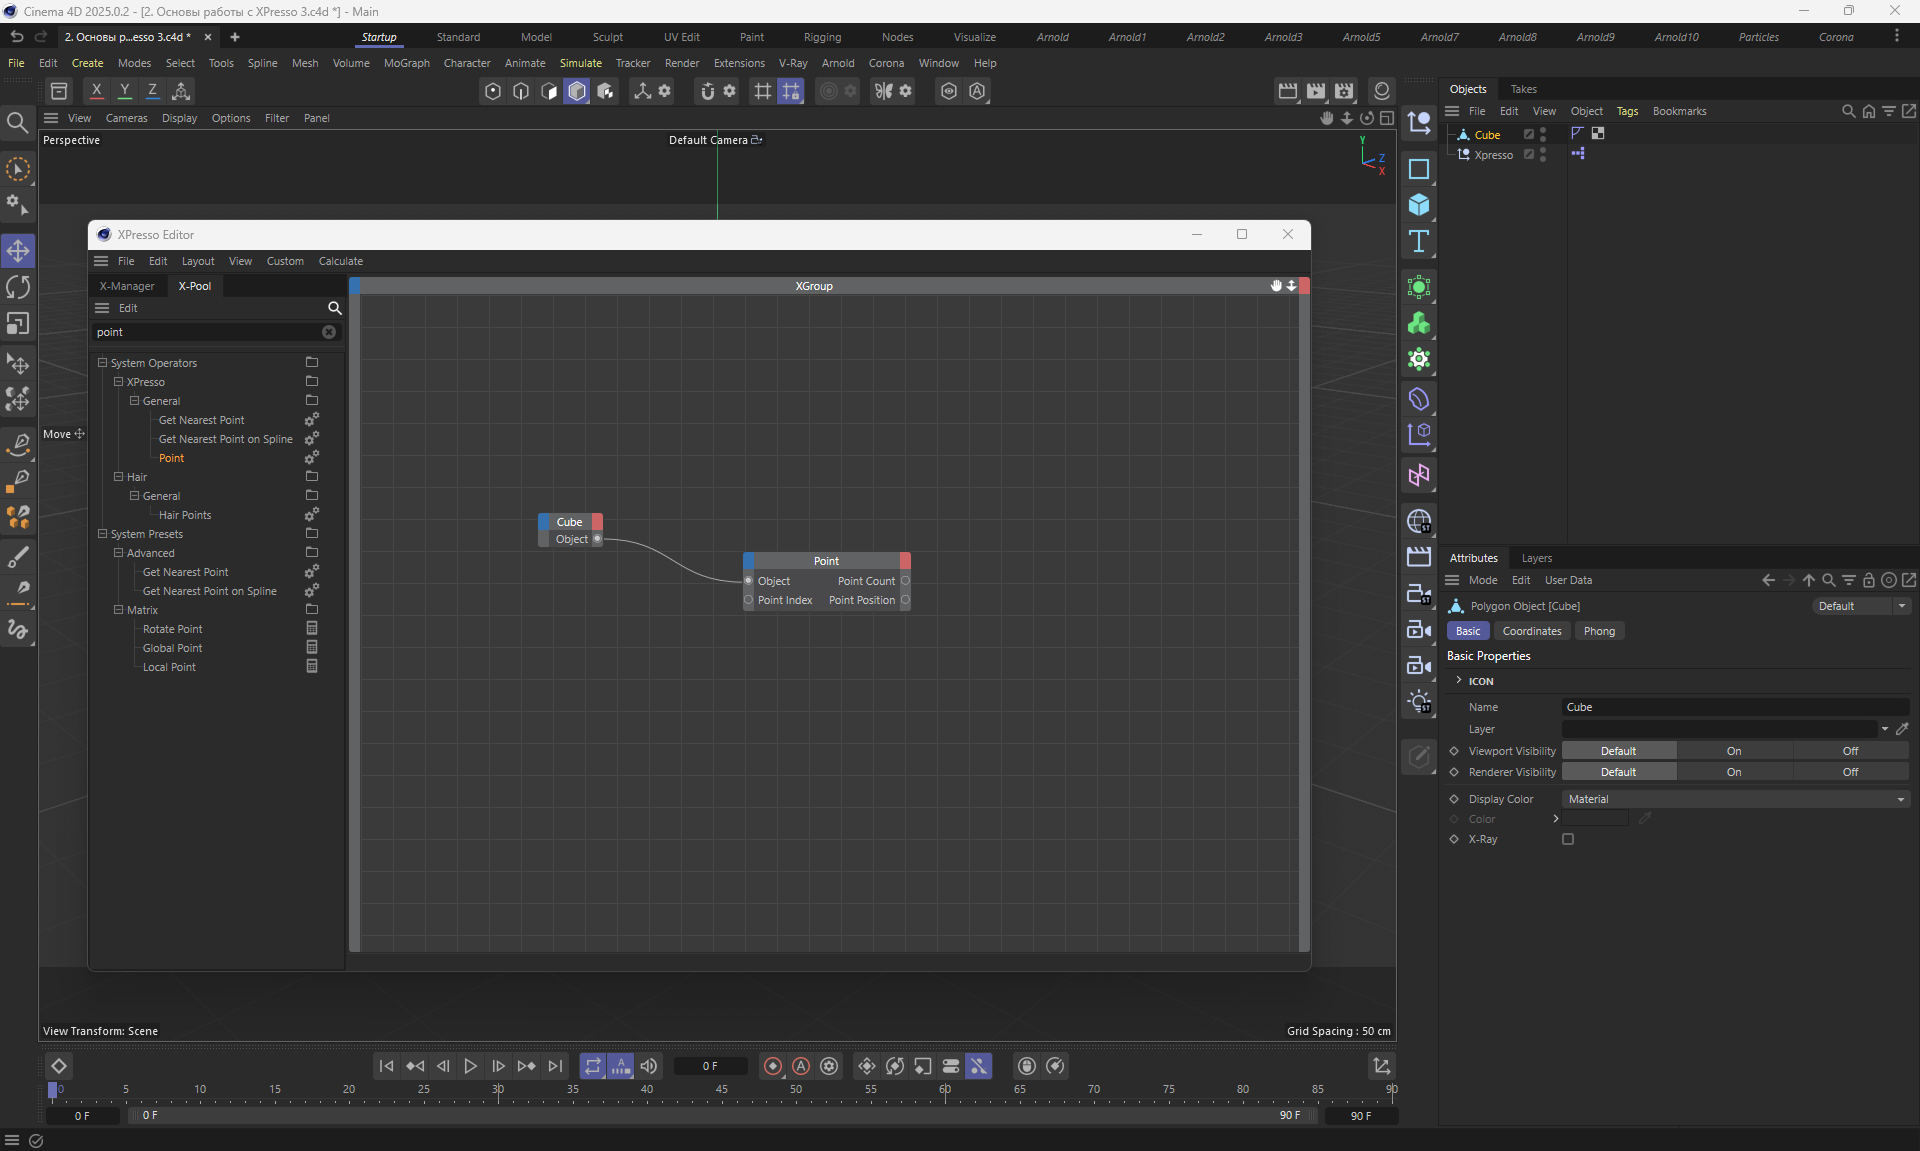 Cinema 4D 2025.0.2 - [2. Основы работы с XPresso 3.c4d *] - Main
2. Основы р...esso 3.c4d *
Startup Standard Model Sculpt UV Edit Paint Rigging Nodes Visualize Arnold Arnold1 Arnold2 Arnold3 Arnold5 Arnold7 Arnold8 Arnold9 Arnold10 Particles Corona
File Edit Create Modes Select Tools Spline Mesh Volume MoGraph Character Animate Simulate Tracker Render Extensions V-Ray Arnold Corona Window Help
X Y Z
View Cameras Display Options Filter Panel
Perspective
Default Camera
Y
Z
X
Move
XPresso Editor
File Edit Layout View Custom Calculate
X-Manager X-Pool
Edit
point
System Operators
XPresso
General
Get Nearest Point
Get Nearest Point on Spline
Point
Hair
General
Hair Points
System Presets
Advanced
Get Nearest Point
Get Nearest Point on Spline
Matrix
Rotate Point
Global Point
Local Point
XGroup
Cube
Object
Point
Object Point Count
Point Index Point Position
View Transform: Scene
Grid Spacing : 50 cm
0 F
0 5 10 15 20 25 30 35 40 45 50 55 60 65 70 75 80 85 90
0 F 0 F 90 F 90 F
Objects Takes
File Edit View Object Tags Bookmarks
Cube
Xpresso
ST
ST
ST
Attributes Layers
Mode Edit User Data
Polygon Object [Cube] Default
Basic Coordinates Phong
Basic Properties
ICON
Name Cube
Layer
Viewport Visibility Default On Off
Renderer Visibility Default On Off
Display Color Material
Color
X-Ray